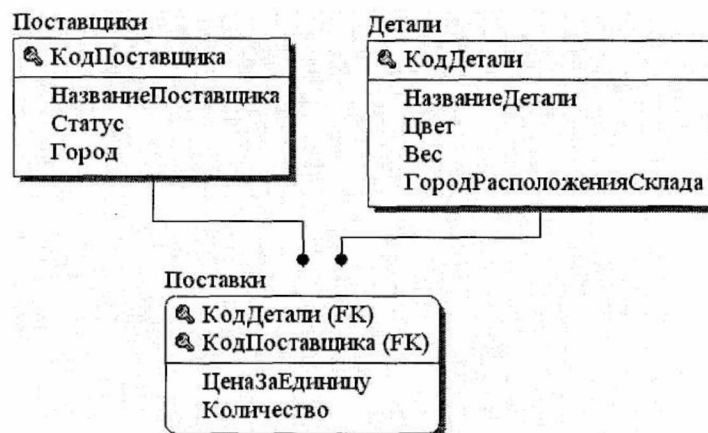 Поставщики
КодПоставщика
НазваниеПоставщика
Статус
Город
Детали
КодДетали
НазваниеДетали
Цвет
Вес
ГородРасположенияСклада
Поставки
КодДетали (FK)
КодПоставщика (FK)
ЦенаЗаЕдиницу
Количество